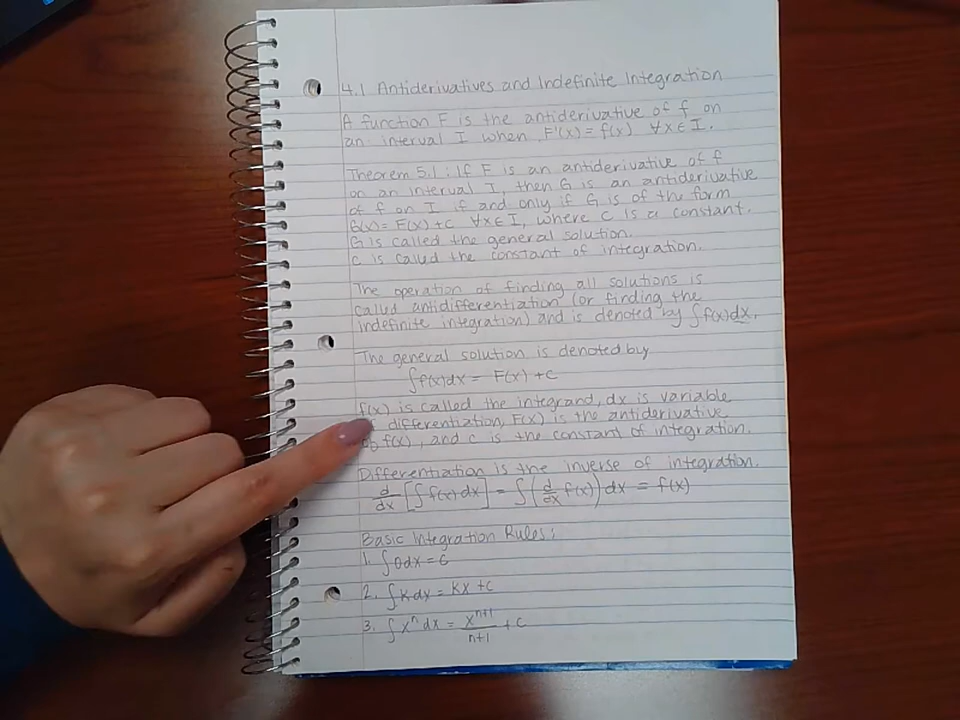 4.1 Antiderivatives and Indefinite Integration
A function F is the antiderivative of f on
an interval I when F'(x) = f(x) ∀x∈I.
Theorem 5.1: If F is an antiderivative of f
on an interval I, then G is an antiderivative
of f on I if and only if G is of the form
G(x) = F(x) + C ∀x∈I, where C is a constant.
G is called the general solution.
C is called the constant of integration.
The operation of finding all solutions is
called antidifferentiation (or finding the
indefinite integration) and is denoted by ∫f(x)dx.
The general solution is denoted by
∫f(x)dx = F(x) + C
f(x) is called the integrand, dx is variable
differentiation, F(x) is the antiderivative
of f(x), and C is the constant of integration.
Differentiation is the inverse of integration.
d/dx [∫f(x)dx] = ∫(d/dx f(x))dx = f(x)
Basic Integration Rules:
1. ∫0dx = C
2. ∫kdx = kx + C
3. ∫xⁿdx = xⁿ⁺¹/n+1 + C